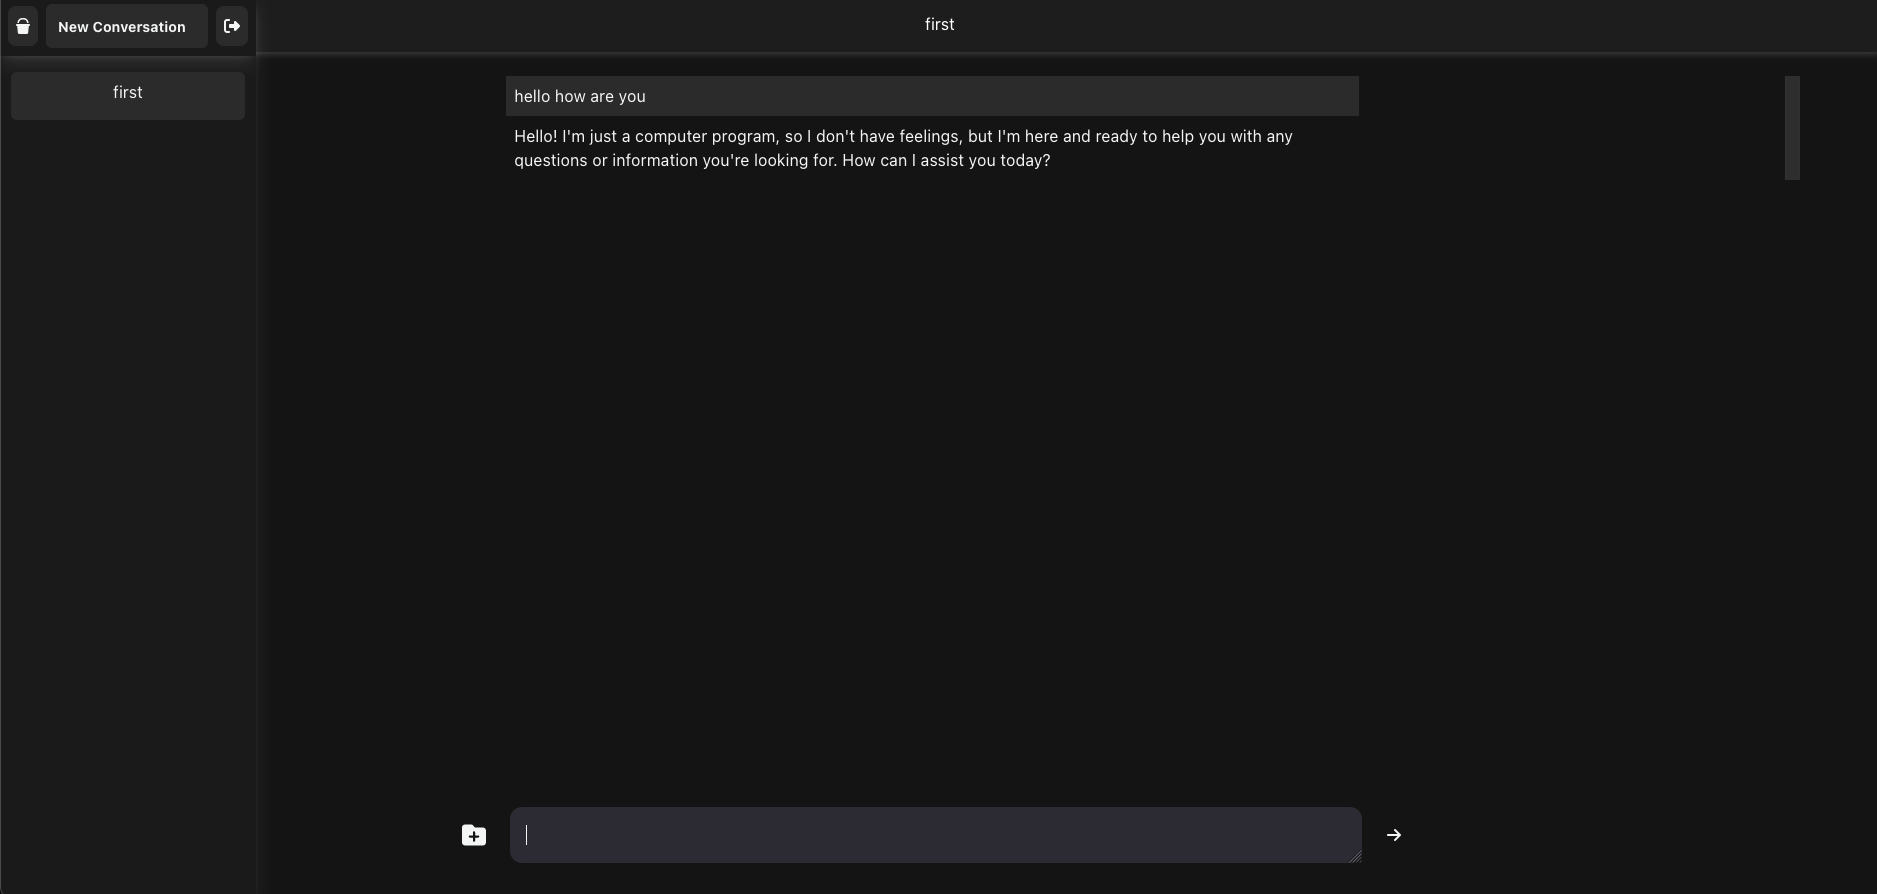 New Conversation
first
first
hello how are you
Hello! I'm just a computer program, so I don't have feelings, but I'm here and ready to help you with any
questions or information you're looking for. How can I assist you today?